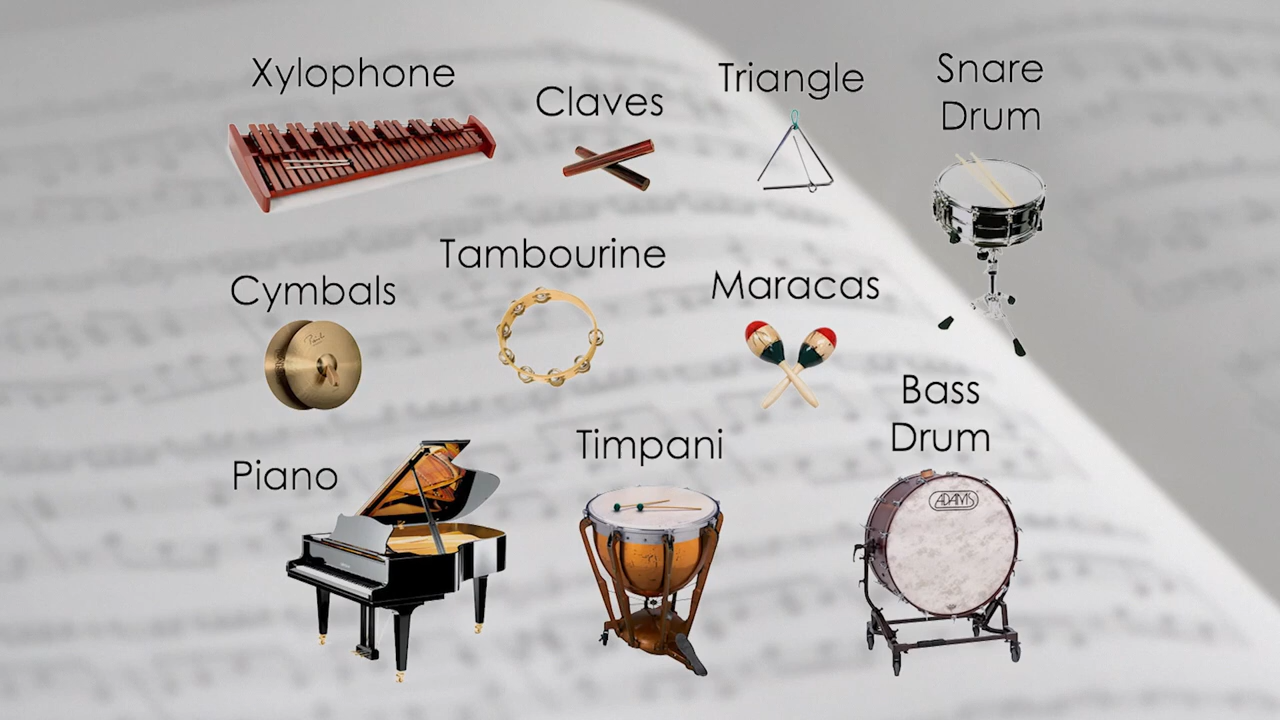 Xylophone
Claves
Triangle
Snare
Drum
Cymbals
Tambourine
Maracas
Piano
Timpani
Bass
Drum
ADAMS